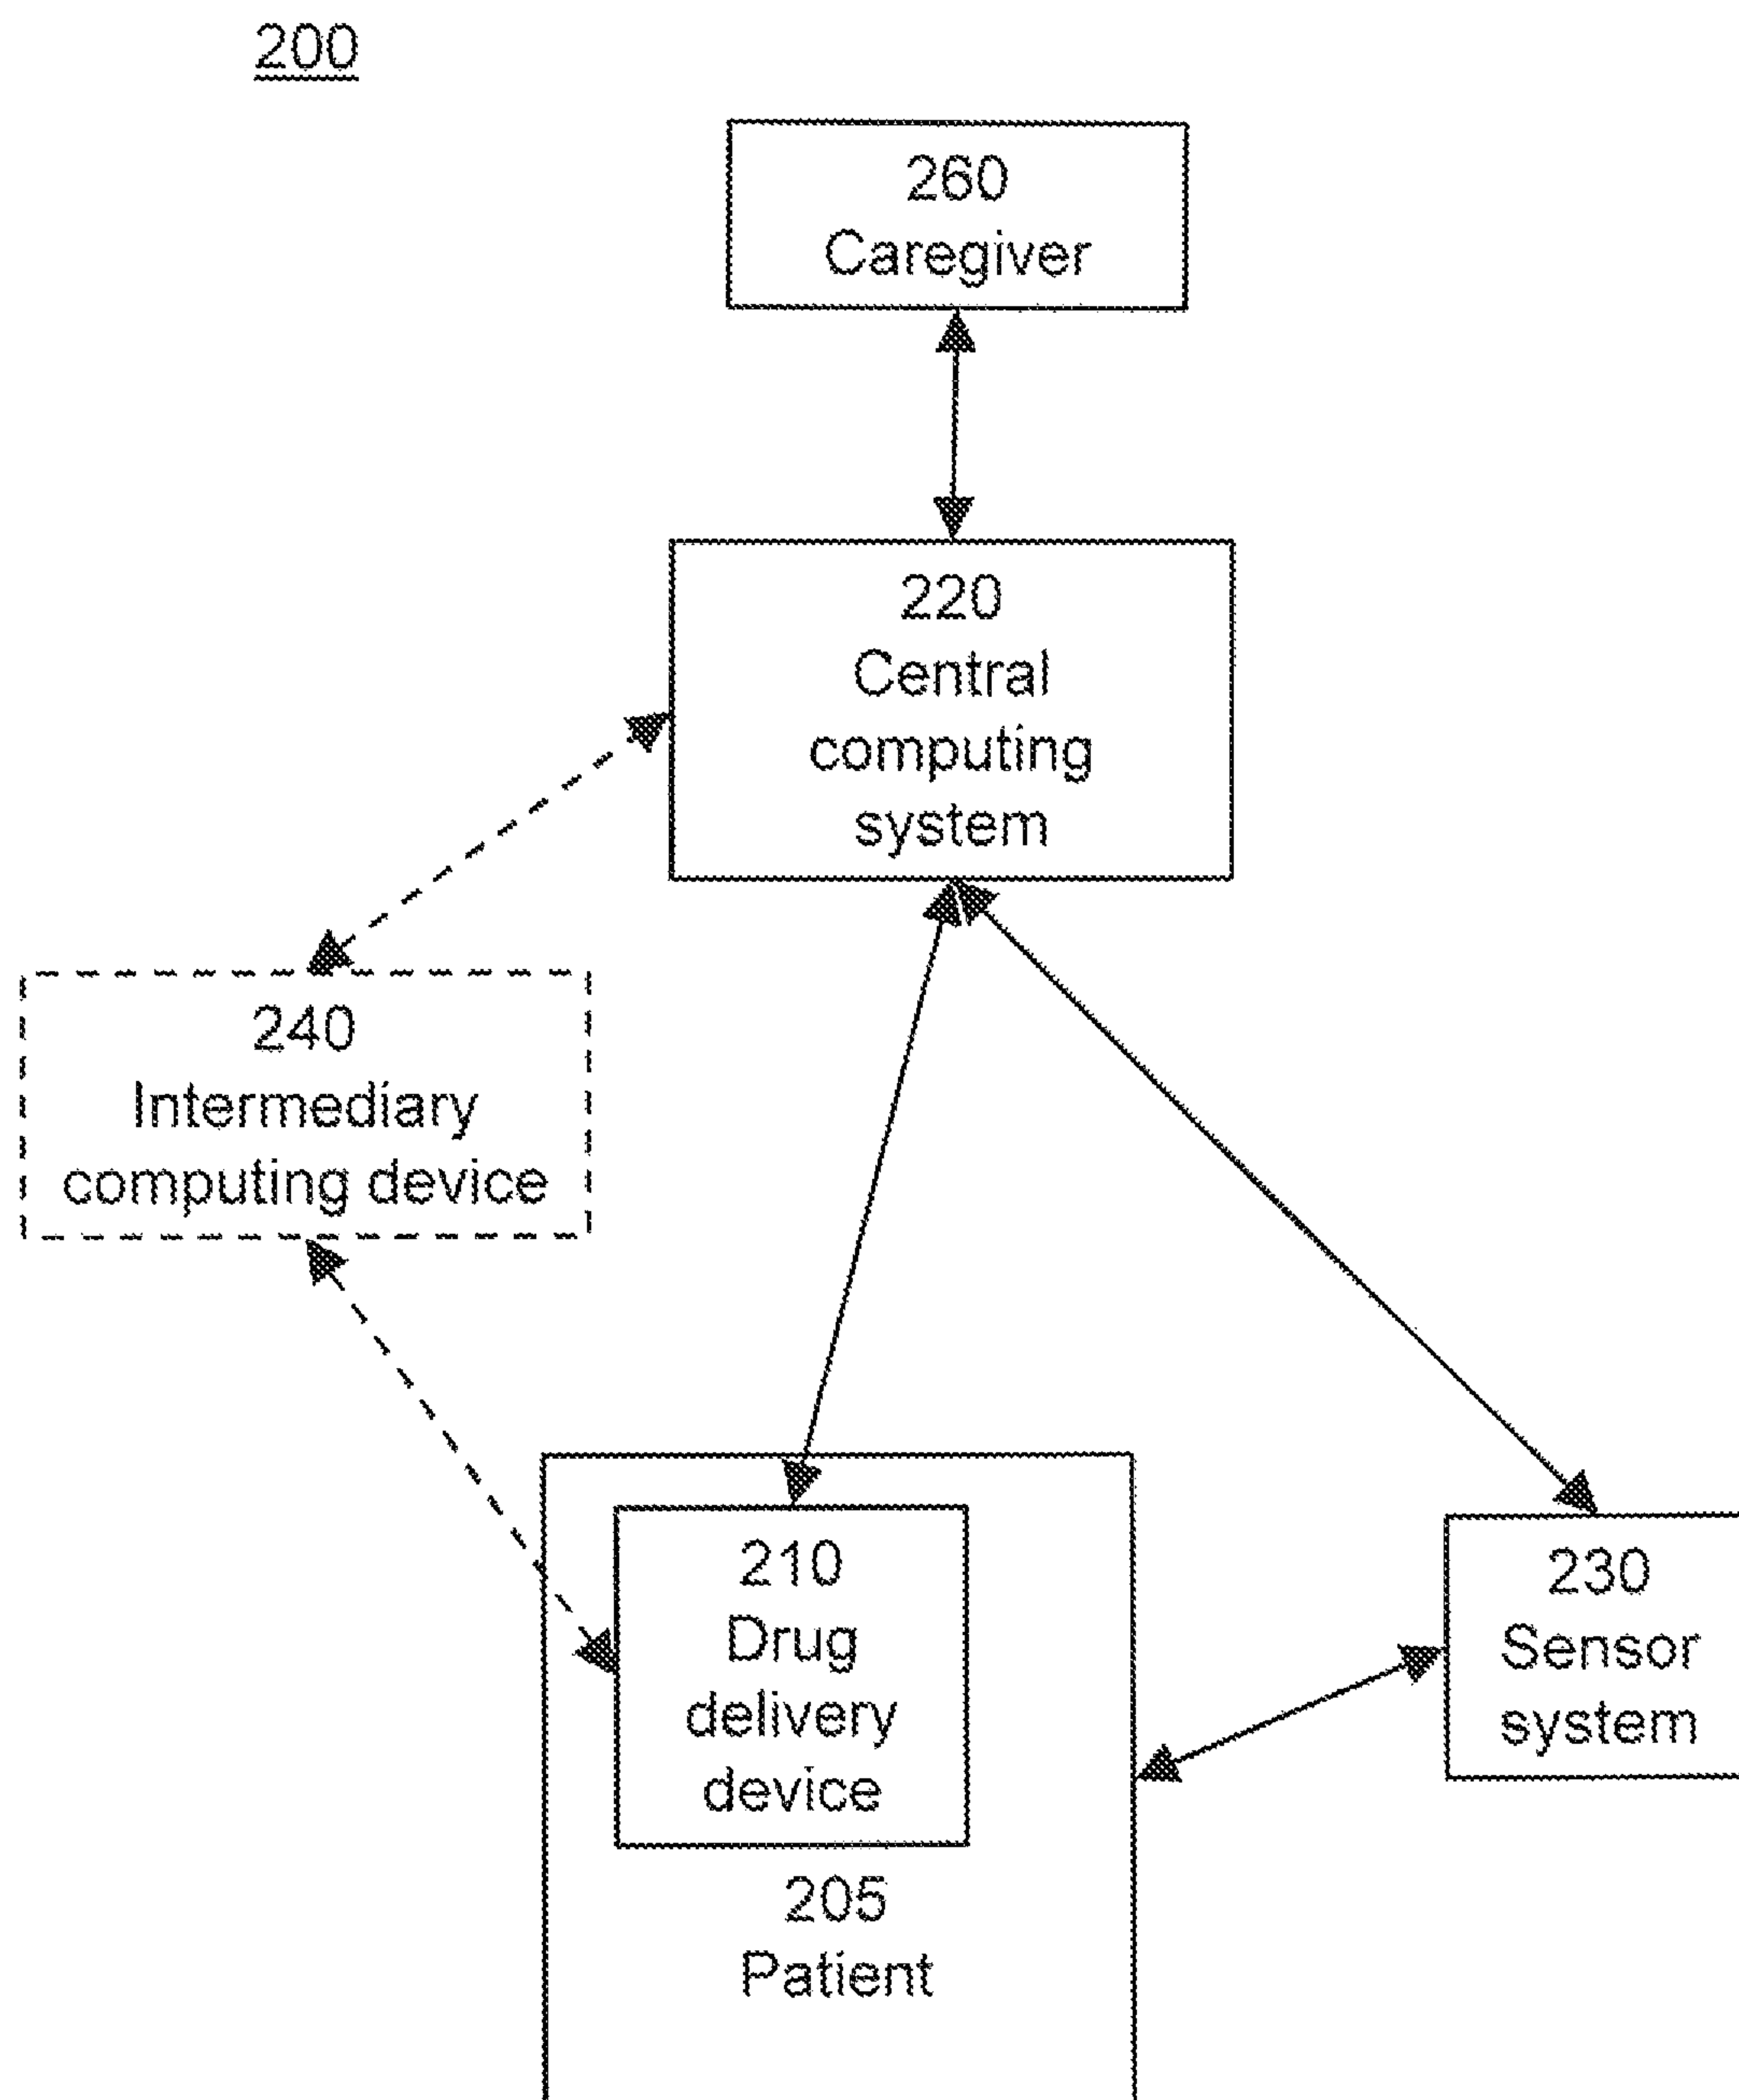 200
260
Caregiver
220
Central
computing
system
240
Intermediary
computing device
210
Drug
delivery
device
230
Sensor
system
205
Patient